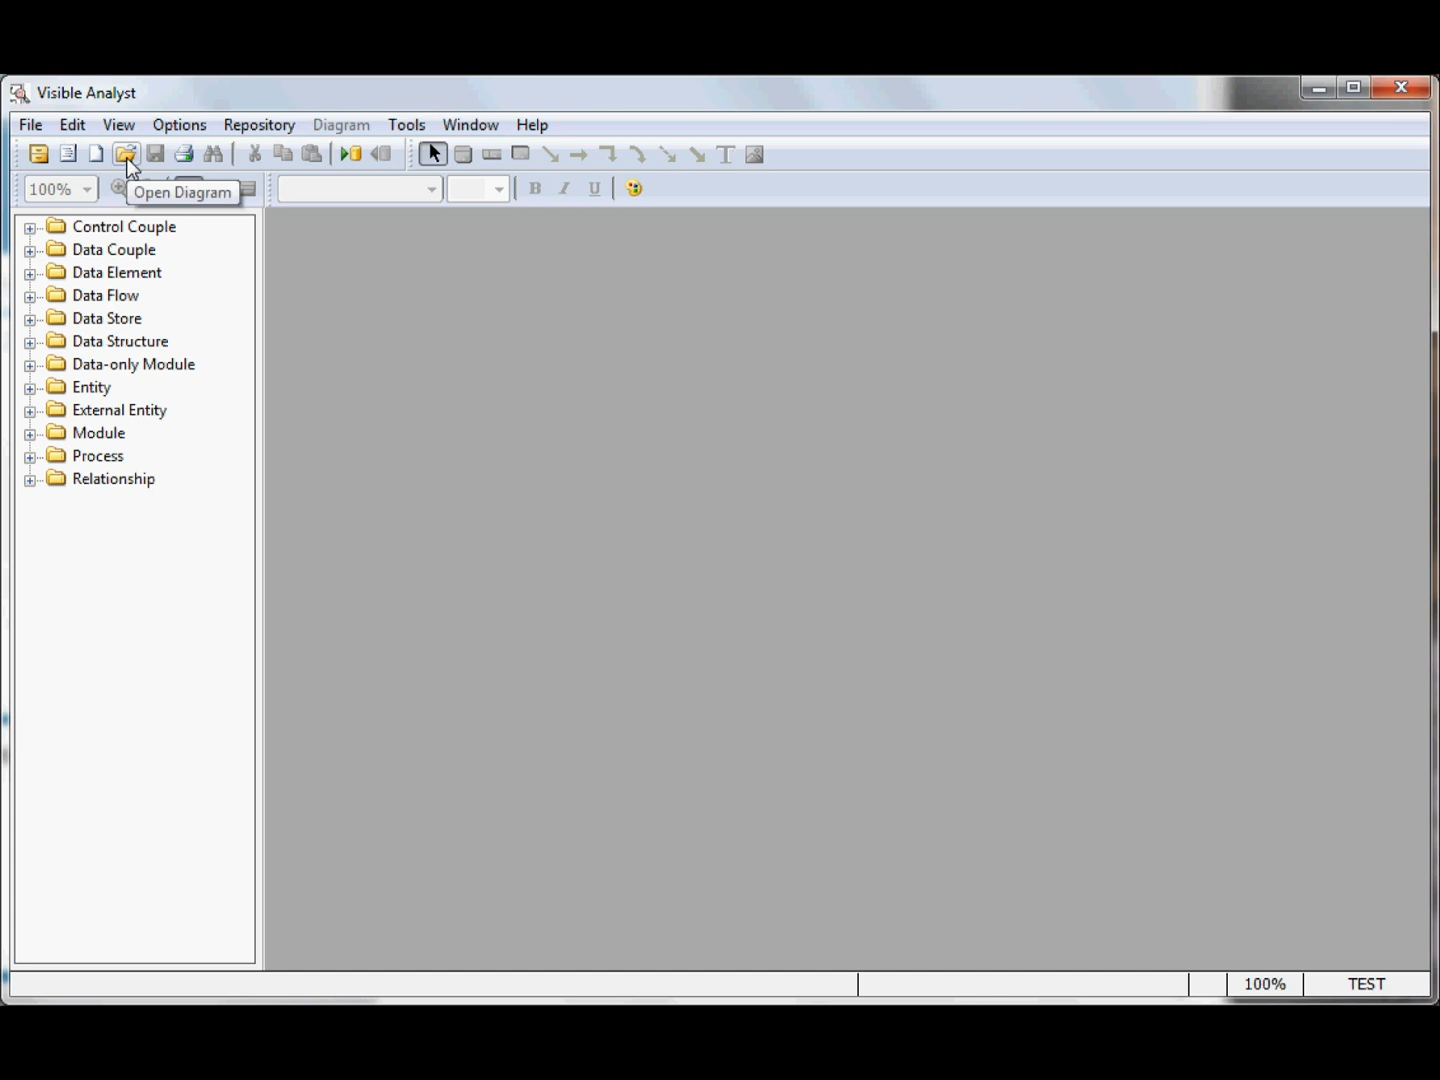 Visible Analyst
File Edit View Options Repository Diagram Tools Window Help
100%
Open Diagram
B I U
Control Couple
Data Couple
Data Element
Data Flow
Data Store
Data Structure
Data-only Module
Entity
External Entity
Module
Process
Relationship
100% TEST